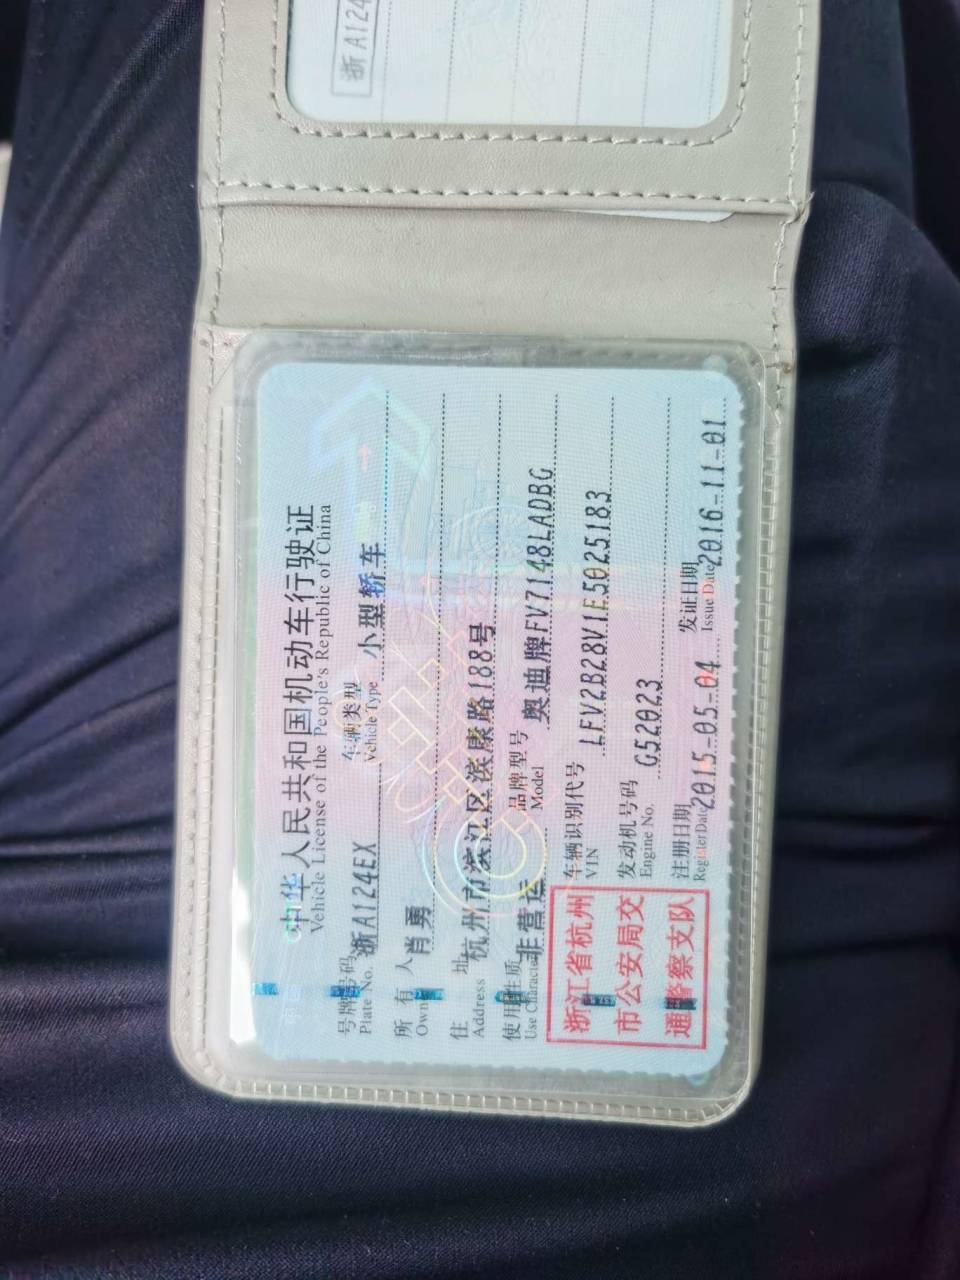 浙A124
中华人民共和国机动车行驶证
Vehicle License of the People's Republic of China
号牌号码 浙A124EX 车辆类型 小型轿车
Plate No. Vehicle Type
所有人 肖勇
Owner
住址 杭州市滨江区滨康路188号
Address
使用性质 非营运 品牌型号 奥迪牌FV7148LADBG
Use Character Model
浙江省杭州
市公安局交
通警察支队
车辆识别代号 LFV2B28V1E5025183
VIN
发动机号码 G52023
Engine No.
注册日期 2015-05-04 发证日期 2016-11-01
Register Date Issue Date